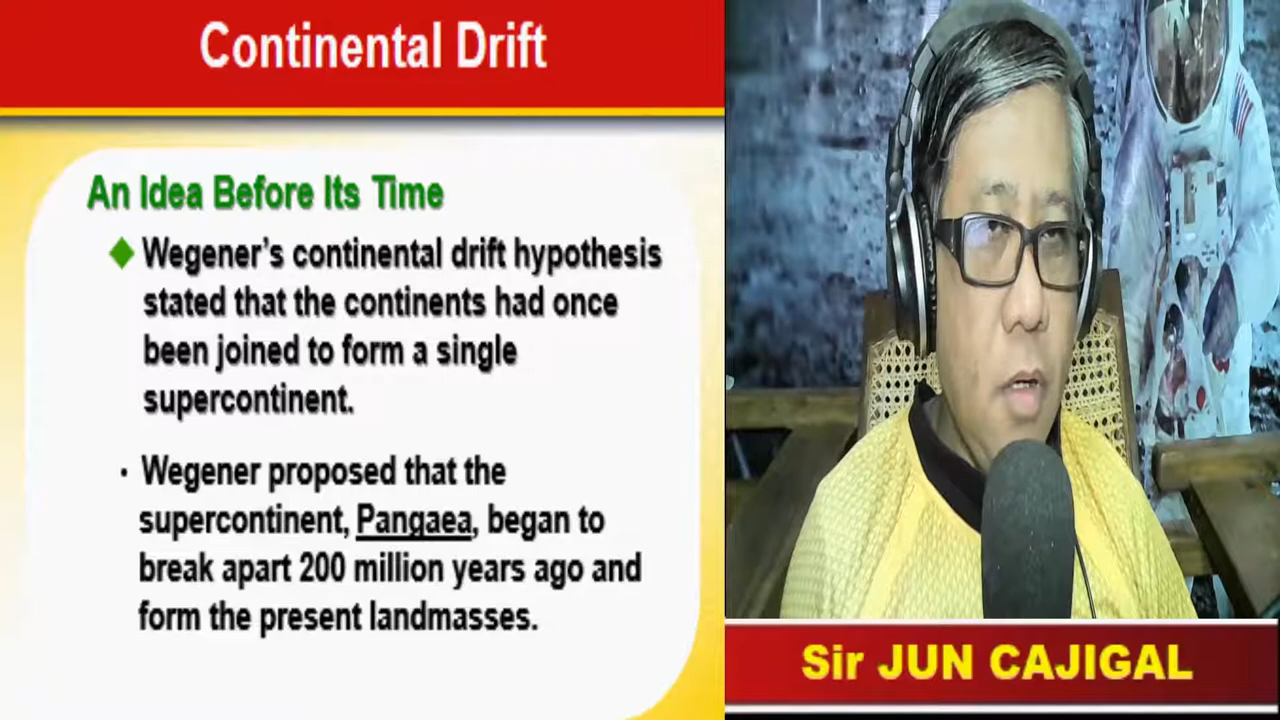 Continental Drift
An Idea Before Its Time
Wegener's continental drift hypothesis
stated that the continents had once
been joined to form a single
supercontinent.
Wegener proposed that the
supercontinent, Pangaea, began to
break apart 200 million years ago and
form the present landmasses.
Sir JUN CAJIGAL